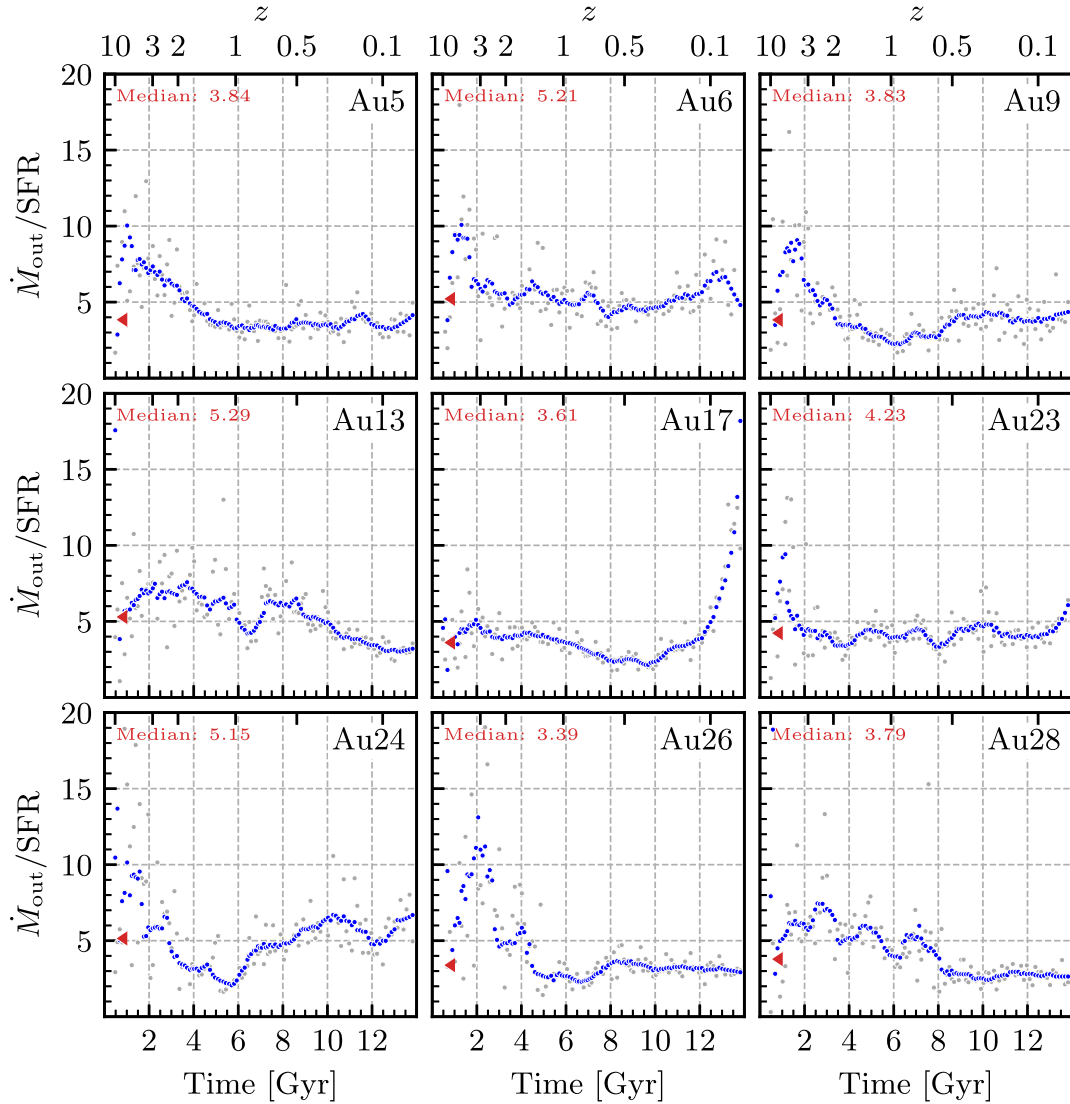 z z z
10 3 2 1 0.5 0.1 10 3 2 1 0.5 0.1 10 3 2 1 0.5 0.1
20 Median: 3.84 Au5 Median: 5.21 Au6 Median: 3.83 Au9
15
Ṁout/SFR
10
5
20 Median: 5.29 Au13 Median: 3.61 Au17 Median: 4.23 Au23
15
Ṁout/SFR
10
5
20 Median: 5.15 Au24 Median: 3.39 Au26 Median: 3.79 Au28
15
Ṁout/SFR
10
5
2 4 6 8 10 12 2 4 6 8 10 12 2 4 6 8 10 12
Time [Gyr] Time [Gyr] Time [Gyr]